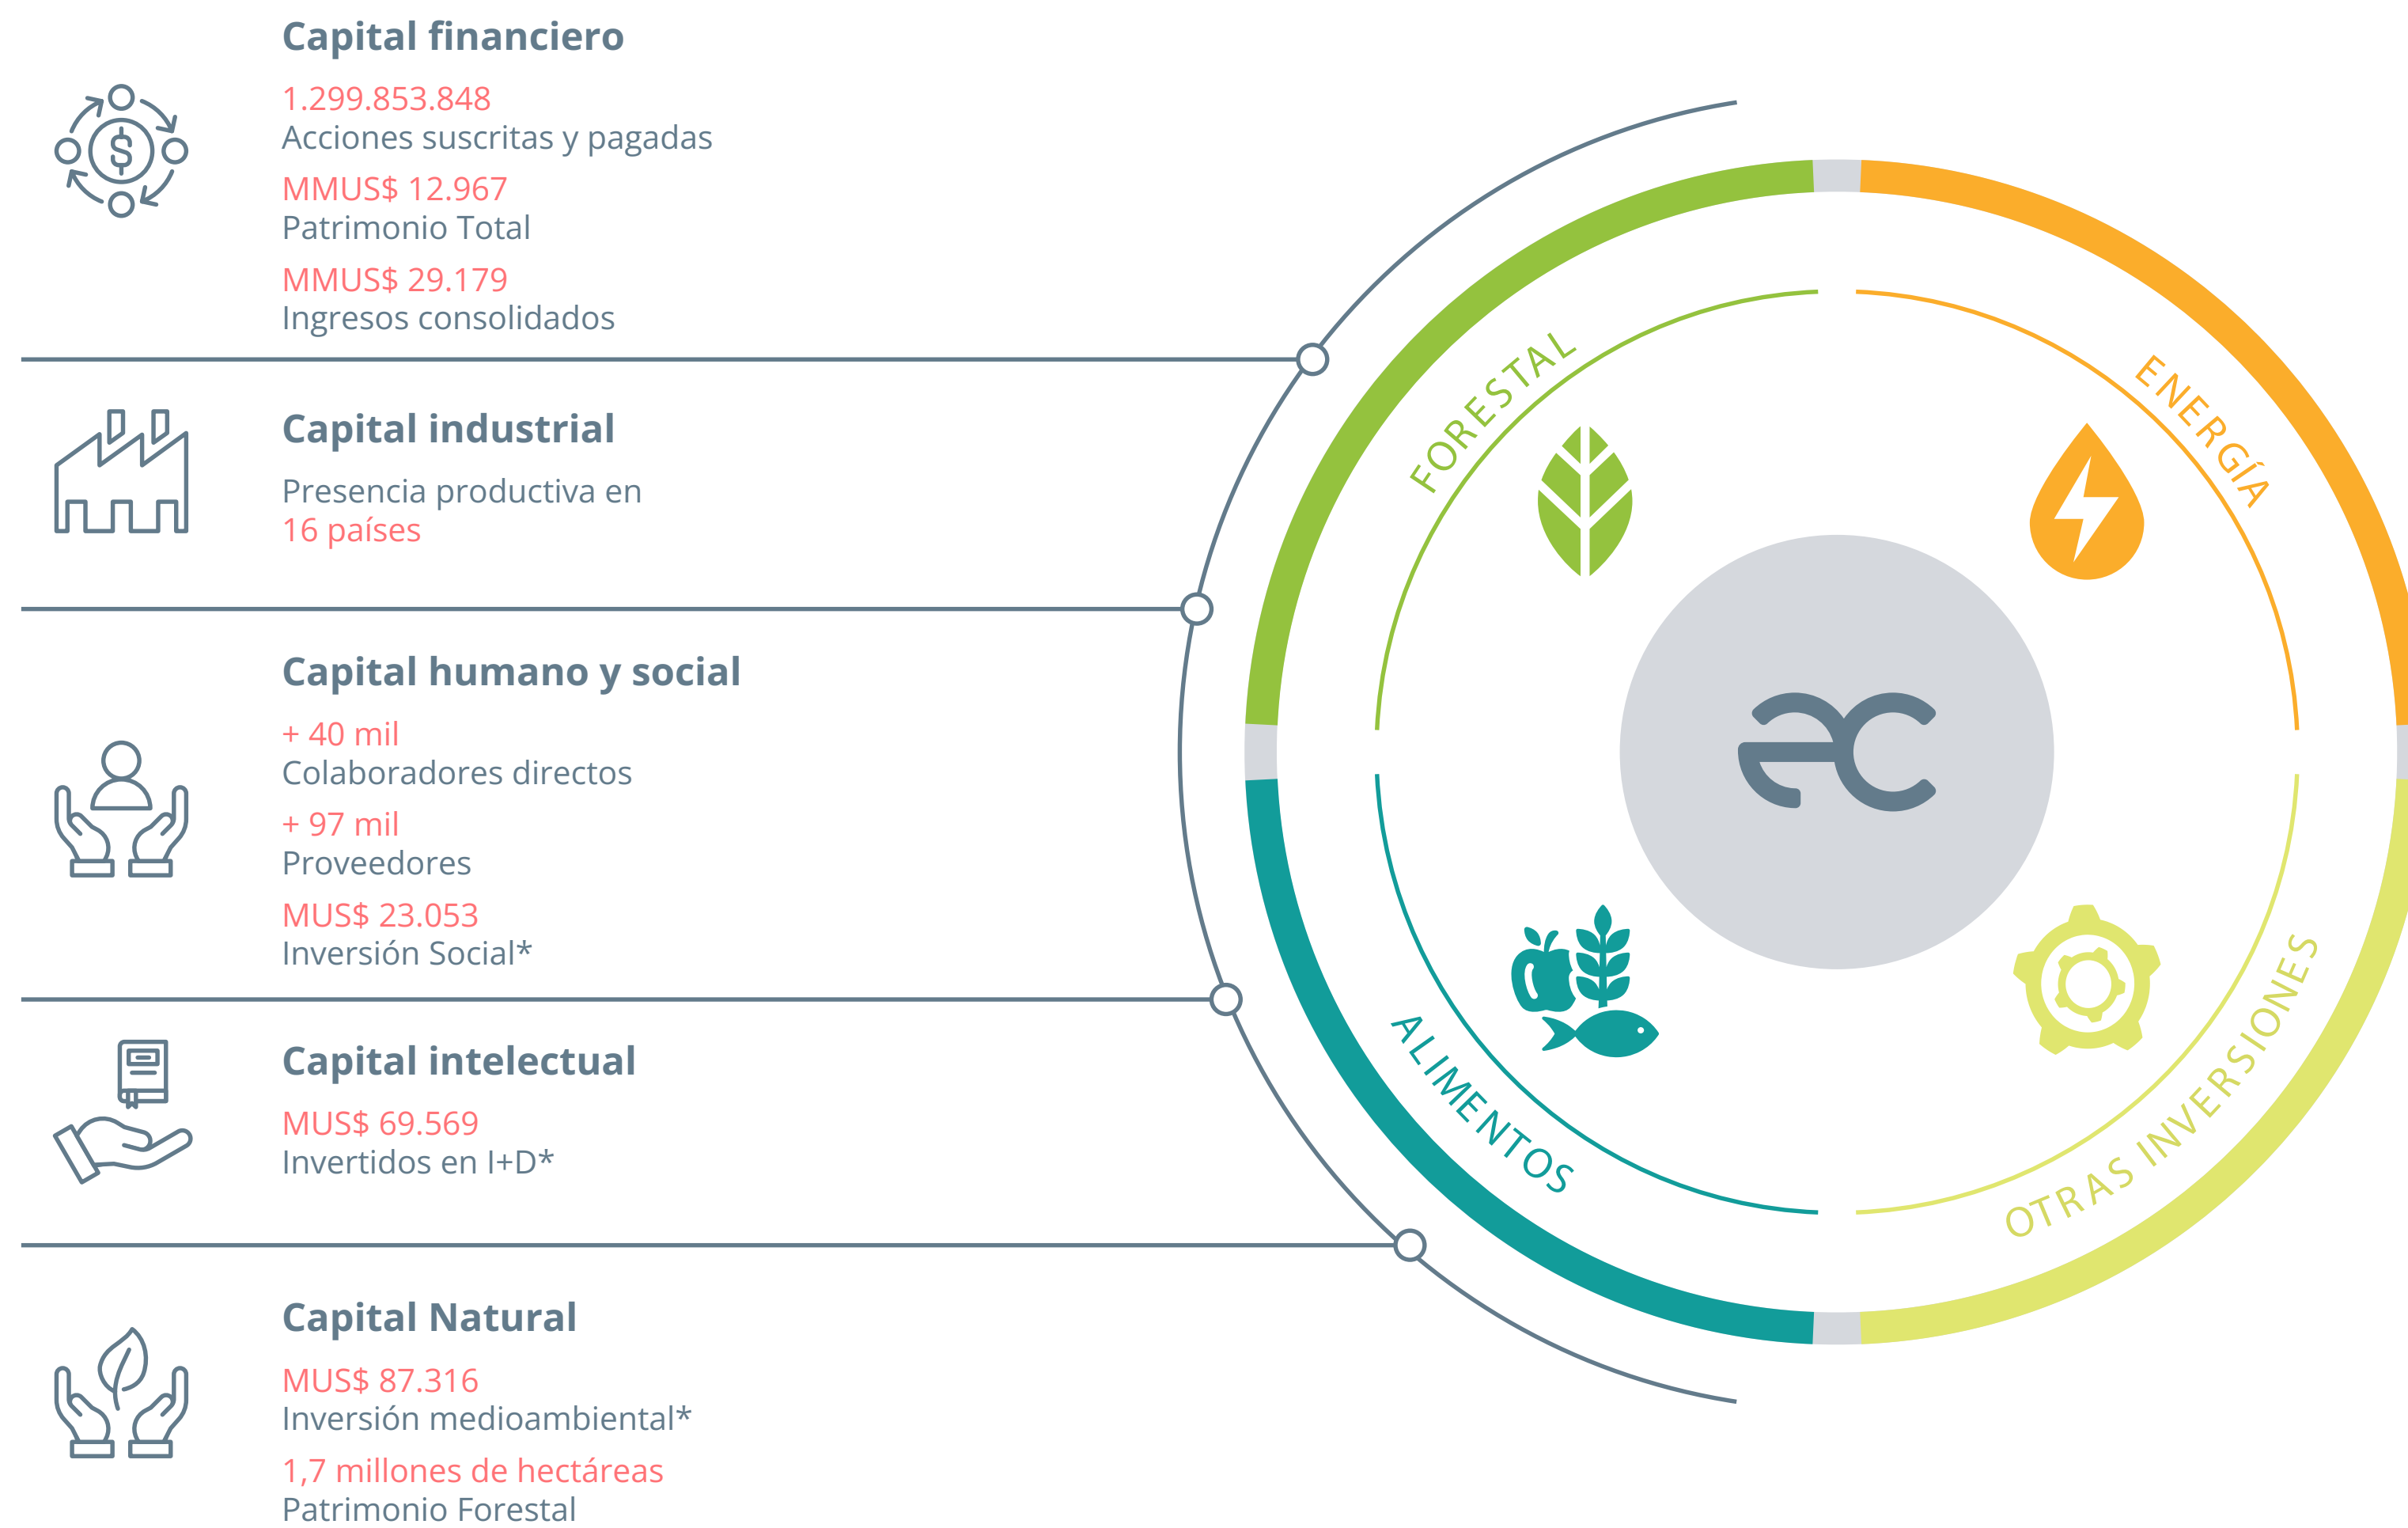 Capital financiero
1.299.853.848
Acciones suscritas y pagadas
MMUS$ 12.967
Patrimonio Total
MMUS$ 29.179
Ingresos consolidados
Capital industrial
Presencia productiva en
16 países
Capital humano y social
+ 40 mil
Colaboradores directos
+ 97 mil
Proveedores
MUS$ 23.053
Inversión Social*
Capital intelectual
MUS$ 69.569
Invertidos en I+D*
Capital Natural
MUS$ 87.316
Inversión medioambiental*
1,7 millones de hectáreas
Patrimonio Forestal
FORESTAL
ENERGÍA
ALIMENTOS
OTRAS INVERSIONES